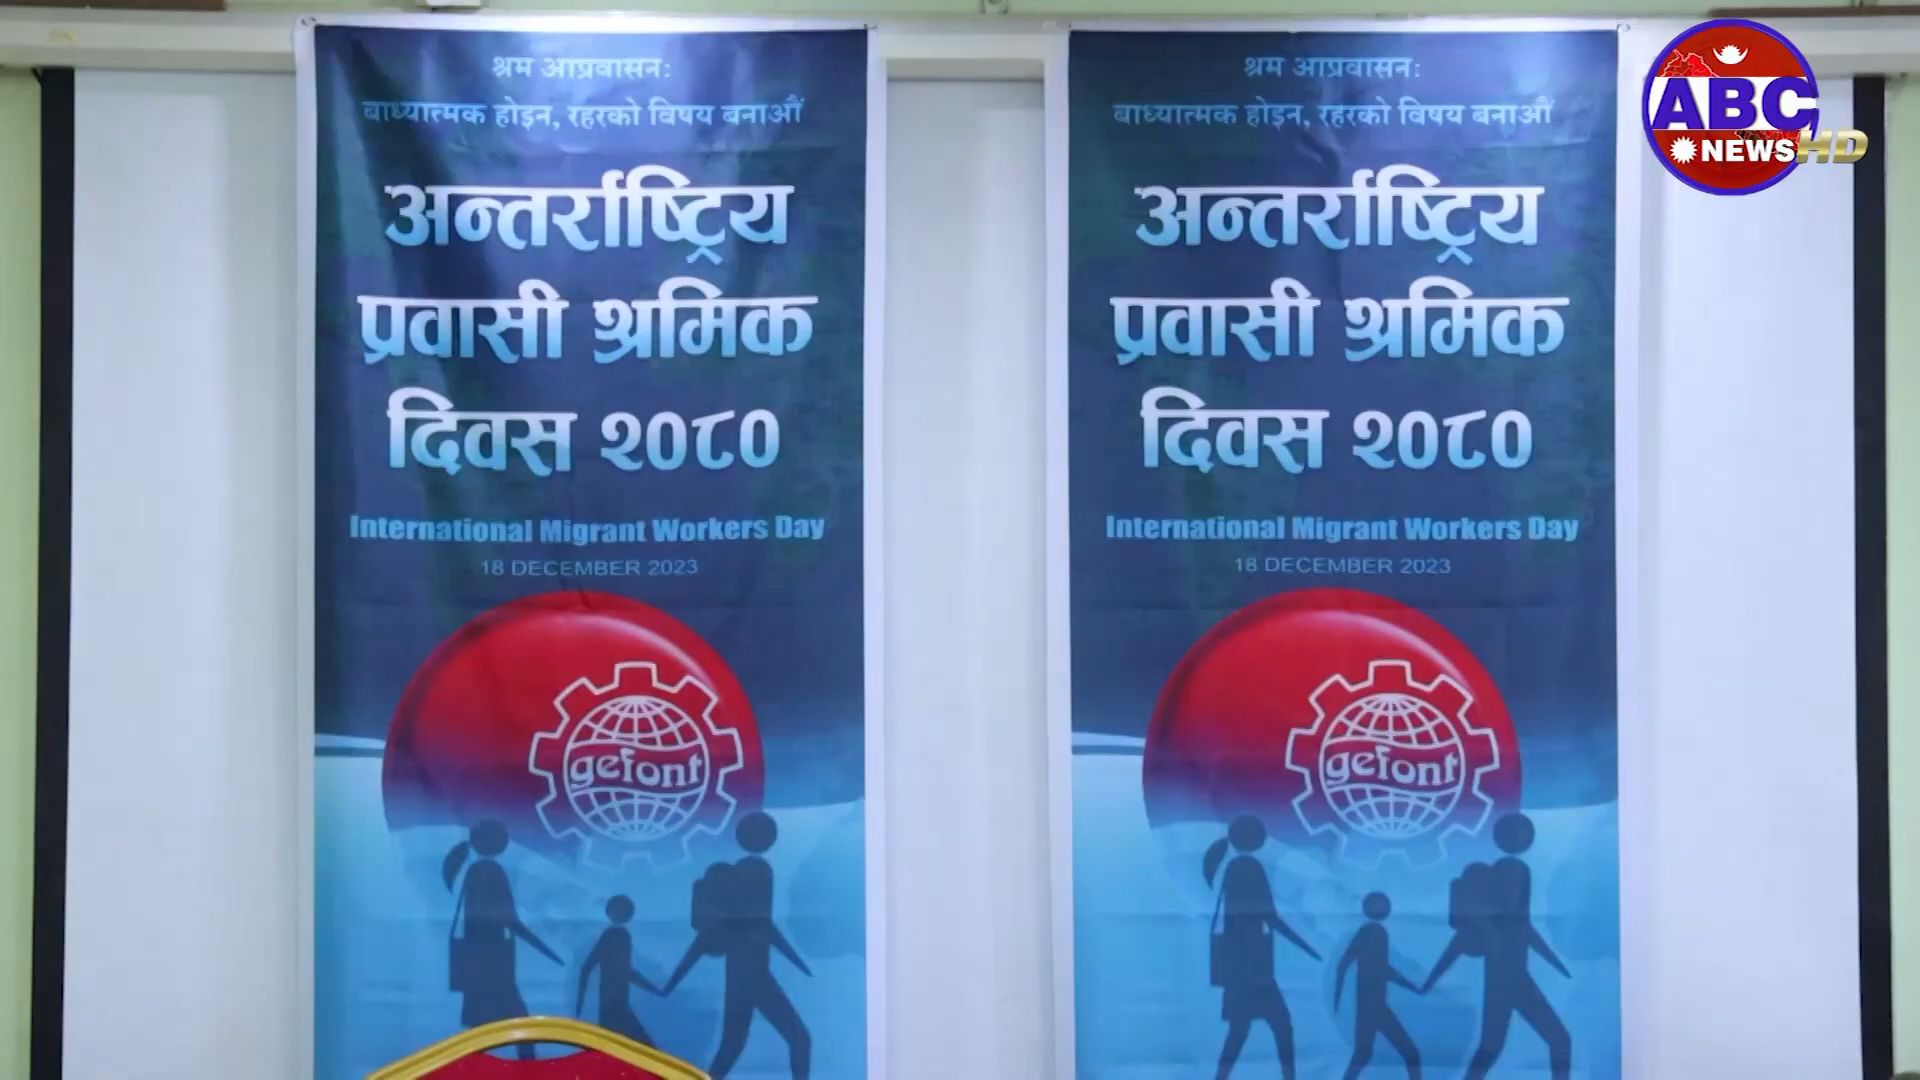 श्रम आप्रवासन:
बाध्यात्मक होइन, रहरको विषय बनाऔं
अन्तर्राष्ट्रिय
प्रवासी श्रमिक
दिवस २०८०
International Migrant Workers Day
18 DECEMBER 2023
gefont
श्रम आप्रवासन:
बाध्यात्मक होइन, रहरको विषय बनाऔं
अन्तर्राष्ट्रिय
प्रवासी श्रमिक
दिवस २०८०
International Migrant Workers Day
18 DECEMBER 2023
gefont
ABC
NEWS HD